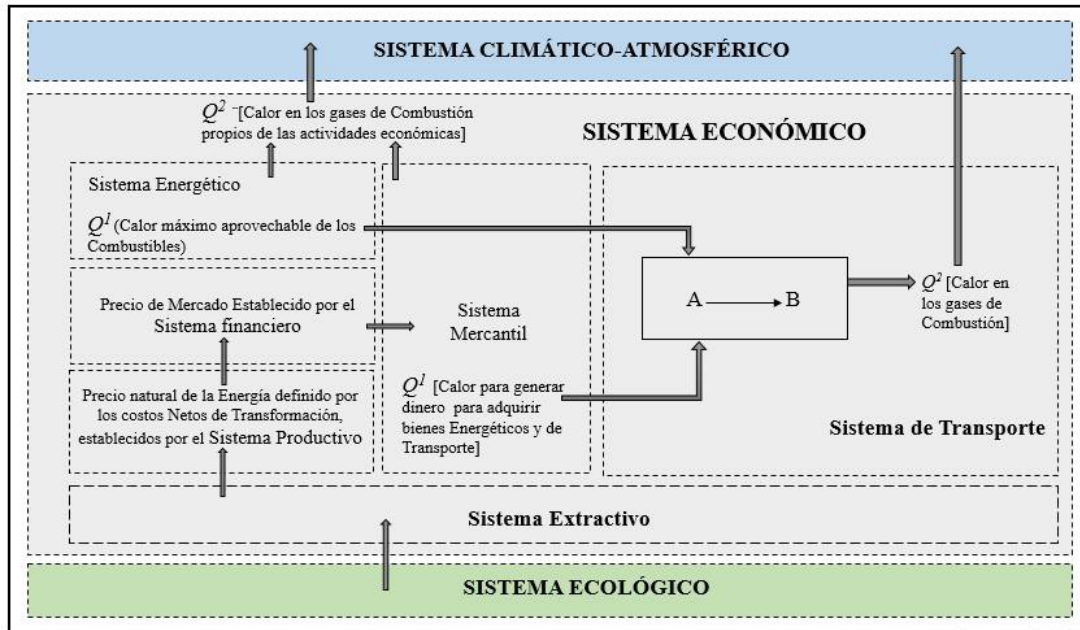 SISTEMA CLIMÁTICO-ATMOSFÉRICO
Q² ⁻[Calor en los gases de Combustión
propios de las actividades económicas]
SISTEMA ECONÓMICO
Sistema Energético
Q¹ (Calor máximo aprovechable de los
Combustibles)
Precio de Mercado Establecido por el
Sistema financiero
Precio natural de la Energía definido por
los costos Netos de Transformación,
establecidos por el Sistema Productivo
Sistema
Mercantil
Q¹ [Calor para generar
dinero para adquirir
bienes Energéticos y de
Transporte]
A B
Q² [Calor en
los gases de
Combustión]
Sistema de Transporte
Sistema Extractivo
SISTEMA ECOLÓGICO